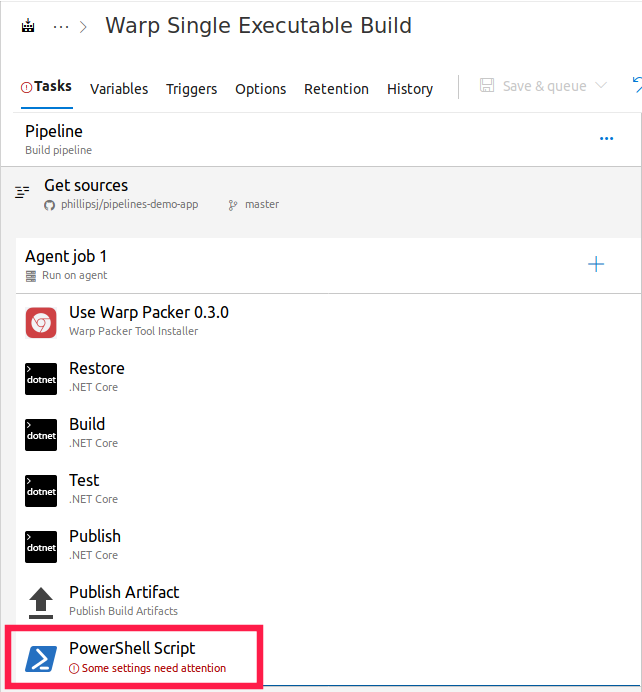 ... > Warp Single Executable Build
Tasks Variables Triggers Options Retention History Save & queue
Pipeline
Build pipeline
...
Get sources
phillipsj/pipelines-demo-app master
Agent job 1
Run on agent
+
Use Warp Packer 0.3.0
Warp Packer Tool Installer
Restore
dotnet
.NET Core
Build
dotnet
.NET Core
Test
dotnet
.NET Core
Publish
dotnet
.NET Core
Publish Artifact
Publish Build Artifacts
PowerShell Script
Some settings need attention